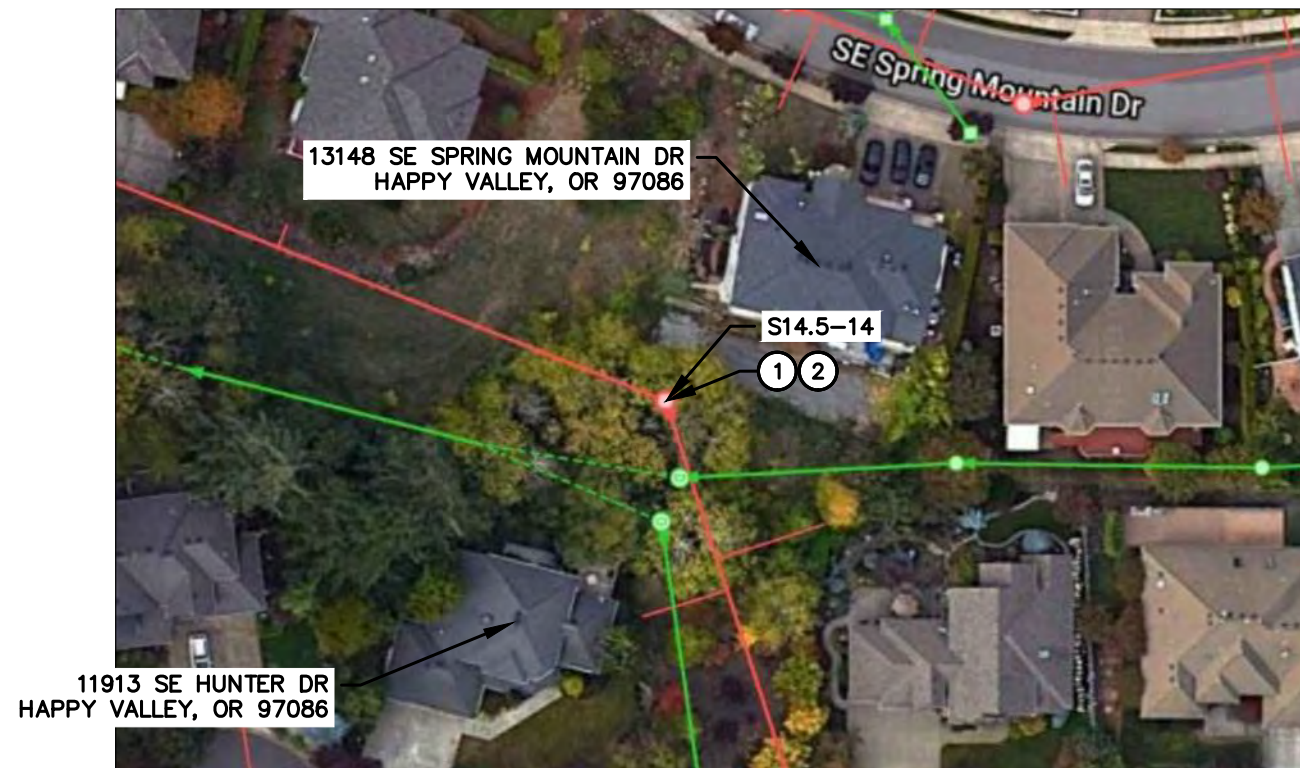 SE Spring Mountain Dr
13148 SE SPRING MOUNTAIN DR
HAPPY VALLEY, OR 97086
S14.5-14
1 2
11913 SE HUNTER DR
HAPPY VALLEY, OR 97086